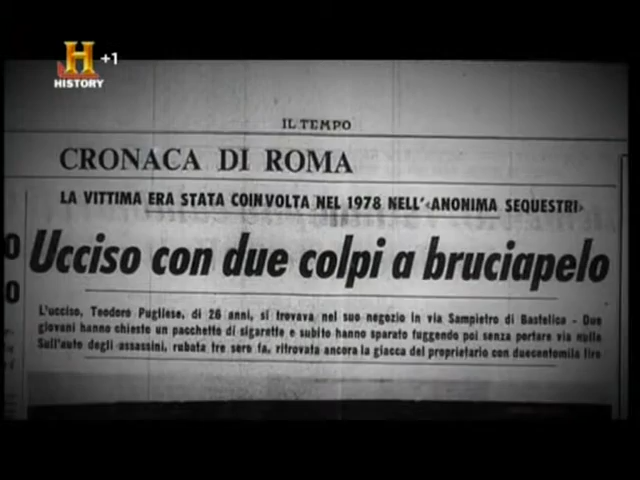 H +1
HISTORY
IL TEMPO
CRONACA DI ROMA
LA VITTIMA ERA STATA COINVOLTA NEL 1978 NELL'«ANONIMA SEQUESTRI»
Ucciso con due colpi a bruciapelo
L'ucciso, Teodoro Pugliese, di 26 anni, si trovava nel suo negozio in via Sampietro di Bastelica - Due
giovani hanno chiesto un pacchetto di sigarette e subito hanno sparato fuggendo poi senza portare via nulla
Sull'auto degli assassini, rubata tre sere fa, ritrovata ancora la giacca del proprietario con duecentomila lire